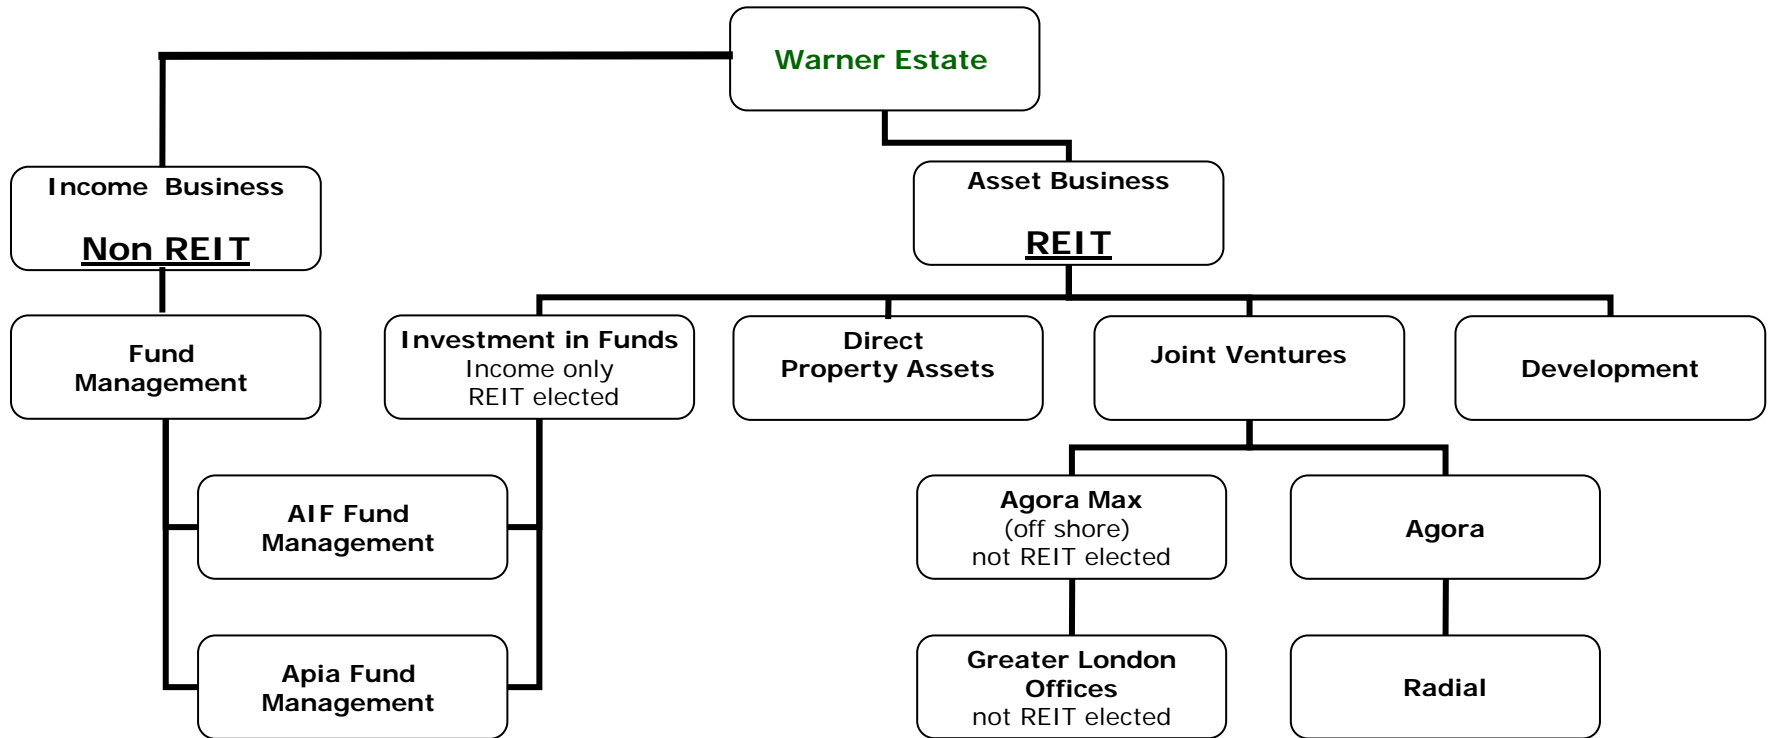 Warner Estate
Income Business
Non REIT
Asset Business
REIT
Fund
Management
Investment in Funds
Income only
REIT elected
Direct
Property Assets
Joint Ventures
Development
AIF Fund
Management
Agora Max
(off shore)
not REIT elected
Agora
Apia Fund
Management
Greater London
Offices
not REIT elected
Radial